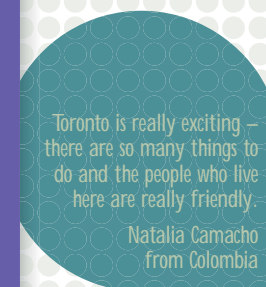 Toronto is really exciting –
there are so many things to
do and the people who live
here are really friendly.
Natalia Camacho
from Colombia